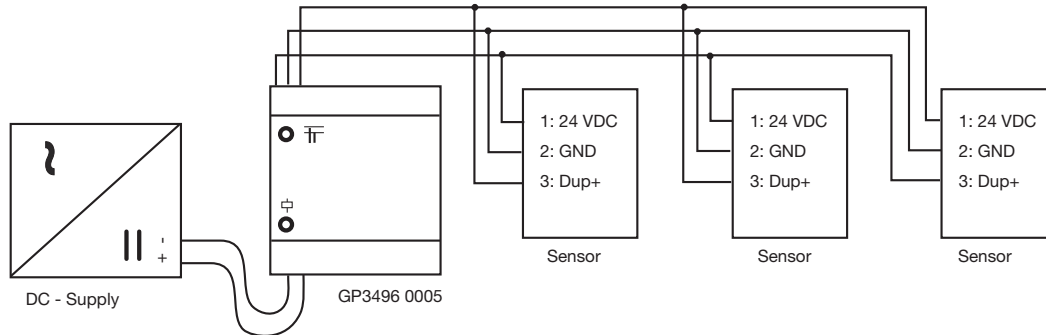 1: 24 VDC
2: GND
3: Dup+
Sensor
1: 24 VDC
2: GND
3: Dup+
Sensor
1: 24 VDC
2: GND
3: Dup+
Sensor
-
+
DC - Supply
GP3496 0005